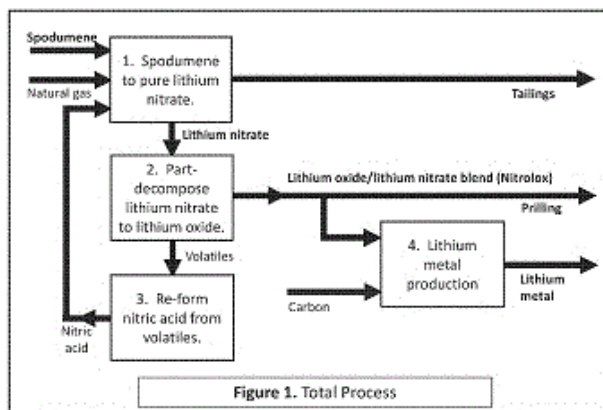 Spodumene
Natural gas
1. Spodumene
to pure lithium
nitrate.
Tailings
Lithium nitrate
2. Part-
decompose
lithium nitrate
to lithium oxide.
Lithium oxide/lithium nitrate blend (Nitrolox)
Prilling
Volatiles
4. Lithium
metal
production
Lithium
metal
Carbon
3. Re-form
nitric acid from
volatiles.
Nitric
acid
Figure 1. Total Process